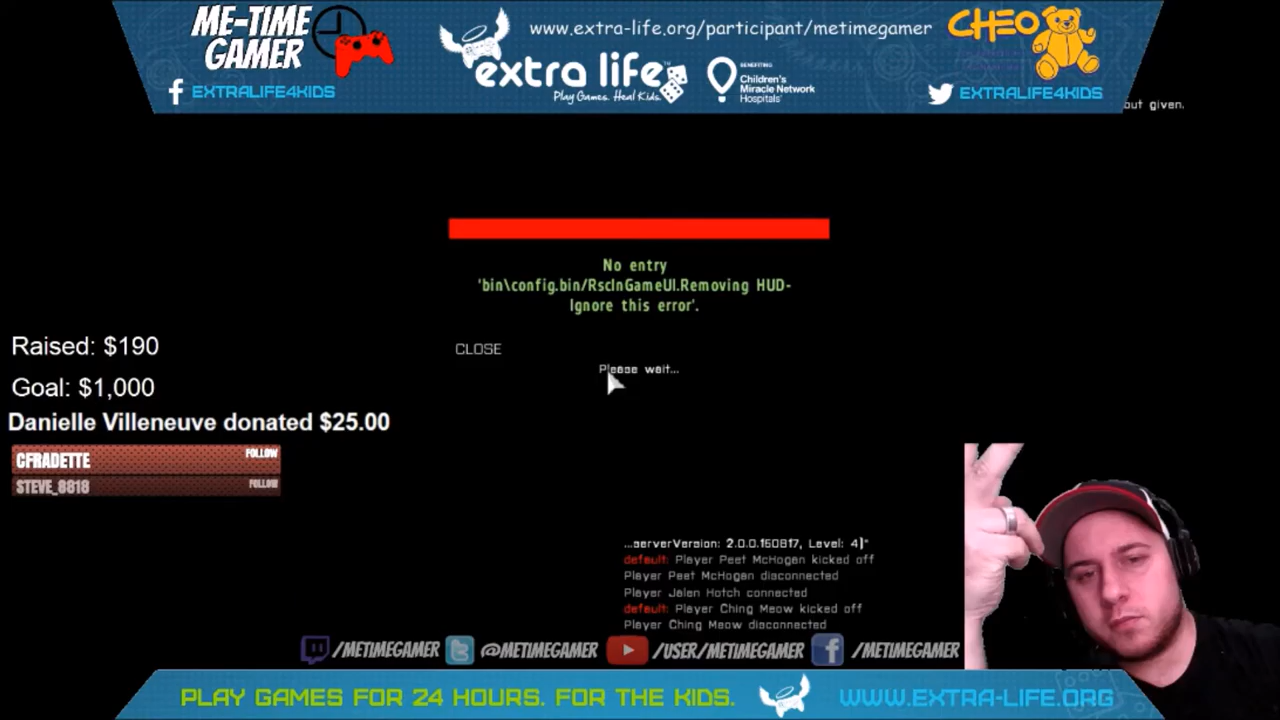 ME-TIME
GAMER
EXTRALIFE4KIDS
www.extra-life.org/participant/metimegamer
extra life
Play Games. Heal Kids.
BENEFITING
Children's
Miracle Network
Hospitals
CHEO
EXTRALIFE4KIDS
out given.
No entry
'bin\config.bin/RscInGameUI.Removing HUD-
Ignore this error'.
CLOSE
Please wait...
Raised: $190
Goal: $1,000
Danielle Villeneuve donated $25.00
CFRADETTE FOLLOW
STEVE_8818 FOLLOW
...serverVersion: 2.0.0.150817, Level: 4)"
default: Player Peet McHogan kicked off
Player Peet McHogan disconnected
Player Jalen Hotch connected
default: Player Ching Meow kicked off
Player Ching Meow disconnected
/METIMEGAMER @METIMEGAMER /USER/METIMEGAMER /METIMEGAMER
PLAY GAMES FOR 24 HOURS. FOR THE KIDS. WWW.EXTRA-LIFE.ORG